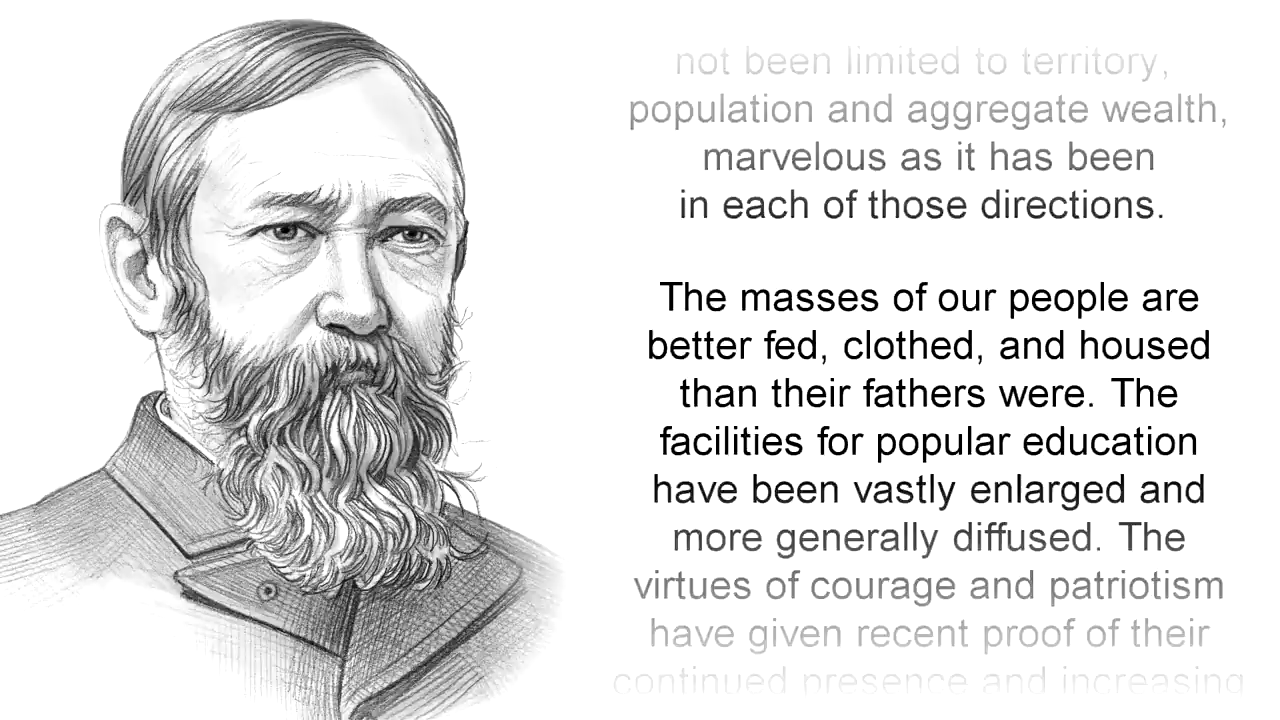 not been limited to territory,
population and aggregate wealth,
marvelous as it has been
in each of those directions.
The masses of our people are
better fed, clothed, and housed
than their fathers were. The
facilities for popular education
have been vastly enlarged and
more generally diffused. The
virtues of courage and patriotism
have given recent proof of their
continued presence and increasing